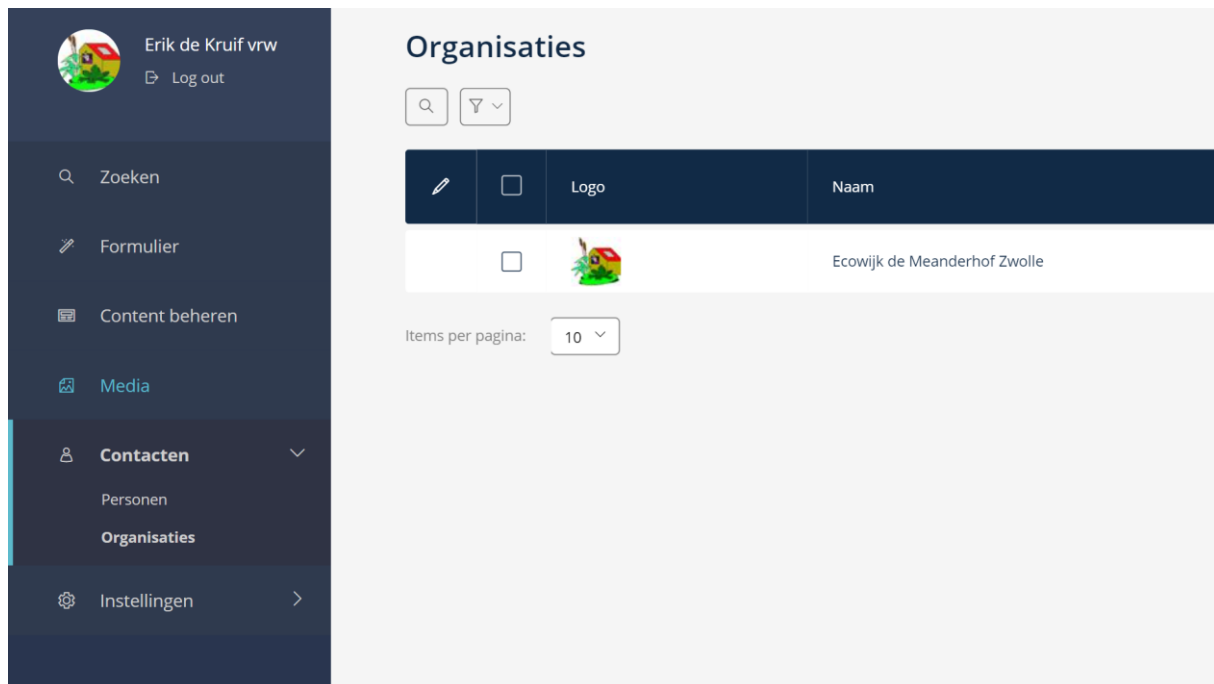 Erik de Kruif vrw
Log out
Zoeken
Formulier
Content beheren
Media
Contacten
Personen
Organisaties
Instellingen
Organisaties
Logo
Naam
Ecowijk de Meanderhof Zwolle
Items per pagina:
10